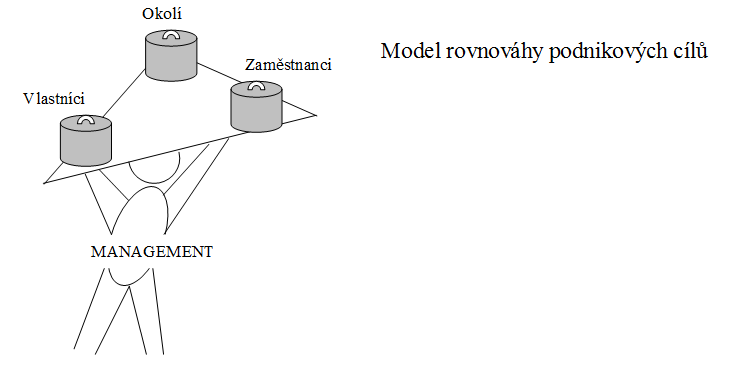 Okolí
Model rovnováhy podnikových cílů
Zaměstnanci
Vlastníci
MANAGEMENT